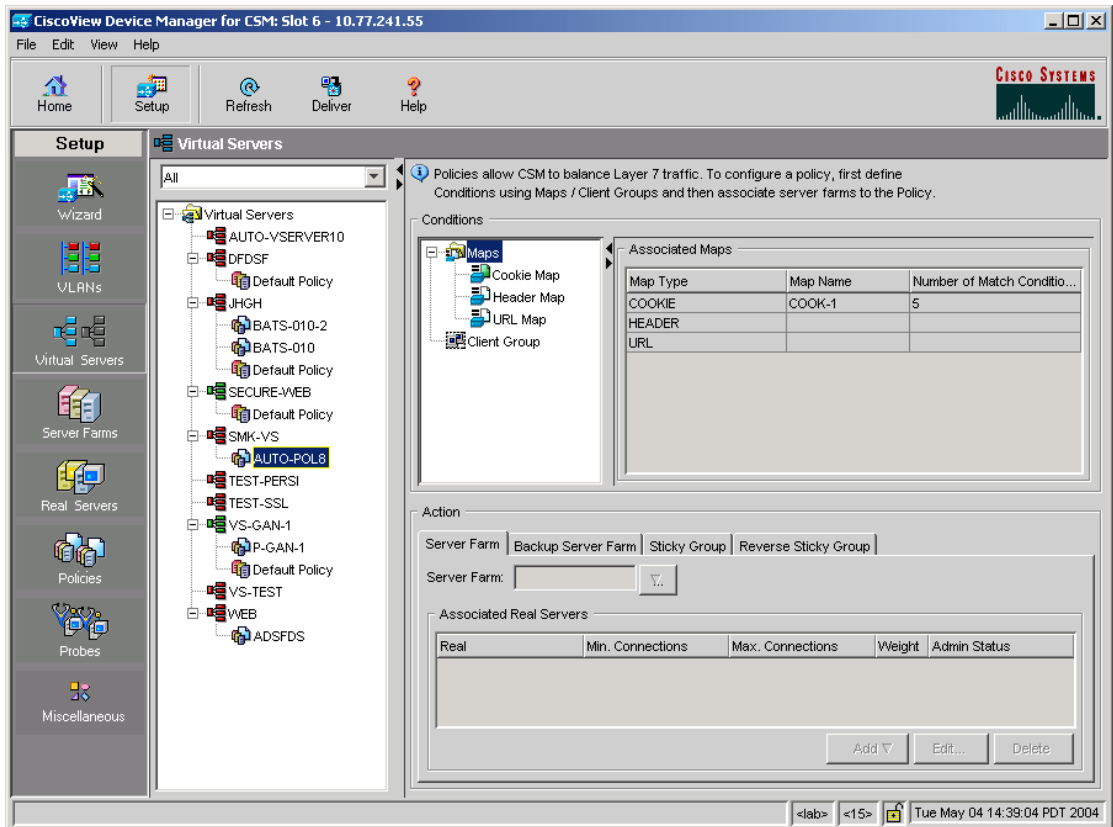 CiscoView Device Manager for CSM: Slot 6 - 10.77.241.55
File Edit View Help
Home
Setup
Refresh
Deliver
Help
CISCO SYSTEMS
Setup
Wizard
VLANs
Virtual Servers
Server Farms
Real Servers
Policies
Probes
Miscellaneous
Virtual Servers
All
Virtual Servers
AUTO-VSERVER10
DFDSF
Default Policy
JHGH
BATS-010-2
BATS-010
Default Policy
SECURE-WEB
Default Policy
SMK-VS
AUTO-POL8
TEST-PERSI
TEST-SSL
VS-GAN-1
P-GAN-1
Default Policy
VS-TEST
WEB
ADSFDS
Policies allow CSM to balance Layer 7 traffic. To configure a policy, first define
Conditions using Maps / Client Groups and then associate server farms to the Policy.
Conditions
Maps
Cookie Map
Header Map
URL Map
Client Group
Associated Maps
Map Type Map Name Number of Match Conditio...
COOKIE COOK-1 5
HEADER
URL
Action
Server Farm Backup Server Farm Sticky Group Reverse Sticky Group
Server Farm:
Associated Real Servers
Real Min. Connections Max. Connections Weight Admin Status
Add Edit... Delete
<lab> <15> Tue May 04 14:39:04 PDT 2004